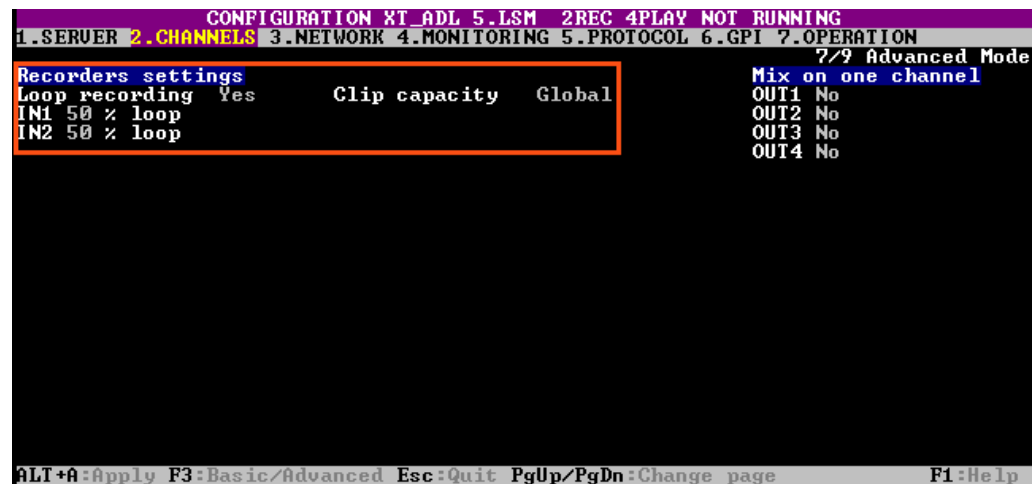 CONFIGURATION XT_ADL 5.LSM 2REC 4PLAY NOT RUNNING
1.SERVER 2.CHANNELS 3.NETWORK 4.MONITORING 5.PROTOCOL 6.GPI 7.OPERATION
7/9 Advanced Mode
Recorders settings Mix on one channel
Loop recording Yes Clip capacity Global OUT1 No
IN1 50 % loop OUT2 No
IN2 50 % loop OUT3 No
OUT4 No
ALT+A:Apply F3:Basic/Advanced Esc:Quit PgUp/PgDn:Change page F1:Help